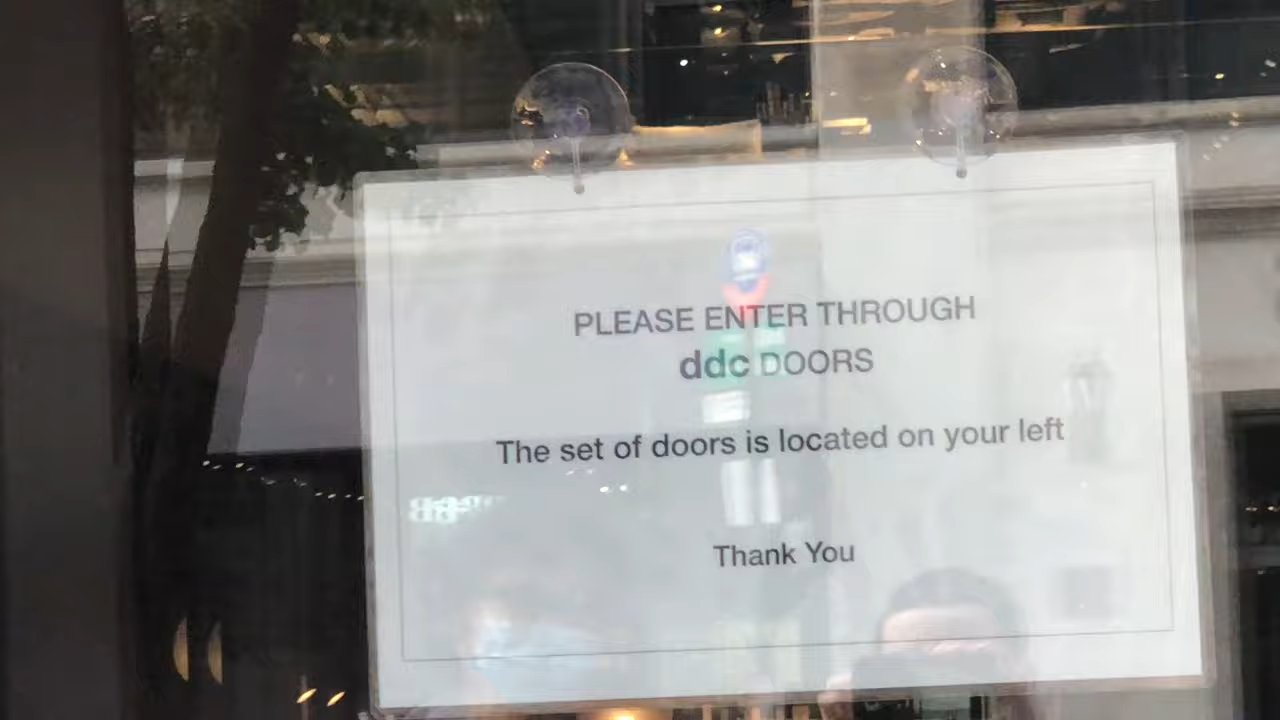 PLEASE ENTER THROUGH
ddc DOORS
The set of doors is located on your left
Thank You